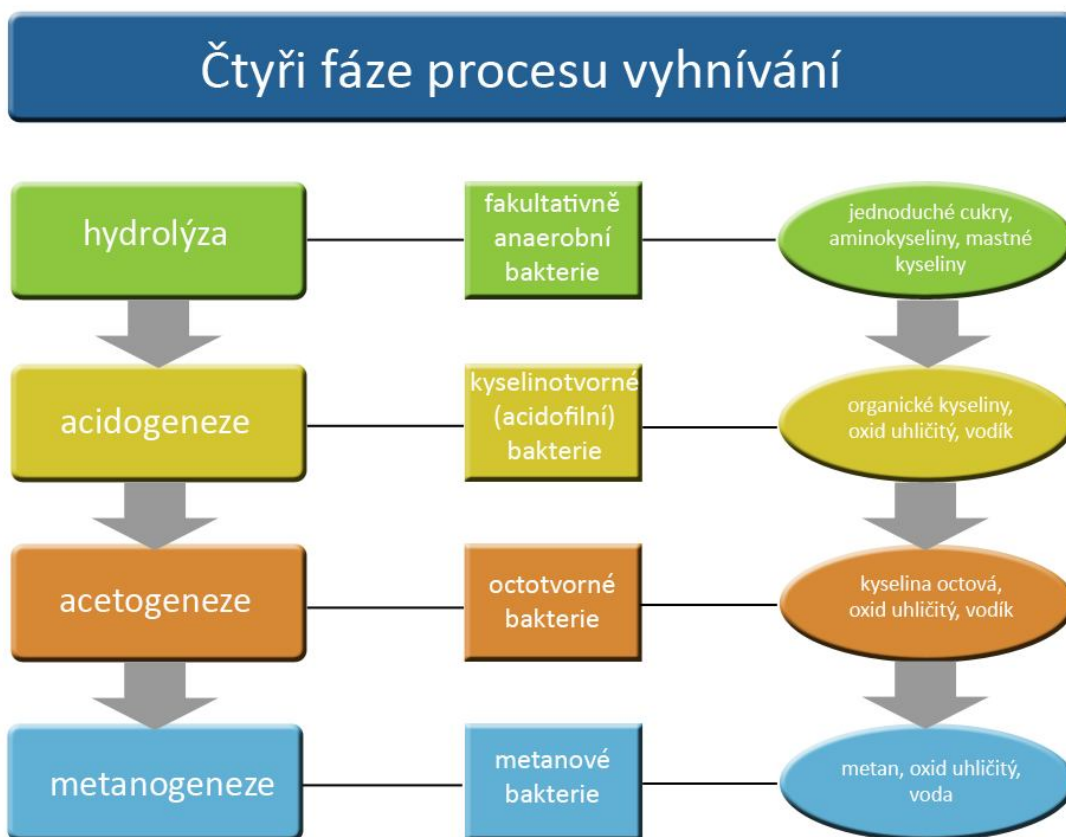 Čtyři fáze procesu vyhnívání
hydrolýza
fakultativně
anaerobní
bakterie
jednoduché cukry,
aminokyseliny, mastné
kyseliny
acidogeneze
kyselinotvorné
(acidofilní)
bakterie
organické kyseliny,
oxid uhličitý, vodík
acetogeneze
octotvorné
bakterie
kyselina octová,
oxid uhličitý, vodík
metanogeneze
metanové
bakterie
metan, oxid uhličitý,
voda